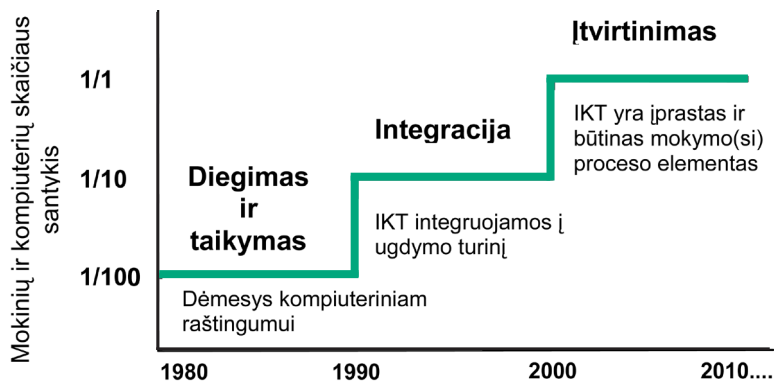 Mokinių ir kompiuterių skaičiaus
santykis
1/1
1/10
1/100
Diegimas
ir
taikymas
Dėmesys kompiuteriniam
raštingumui
Integracija
IKT integruojamos į
ugdymo turinį
Įtvirtinimas
IKT yra įprastas ir
būtinas mokymo(si)
proceso elementas
1980
1990
2000
2010....